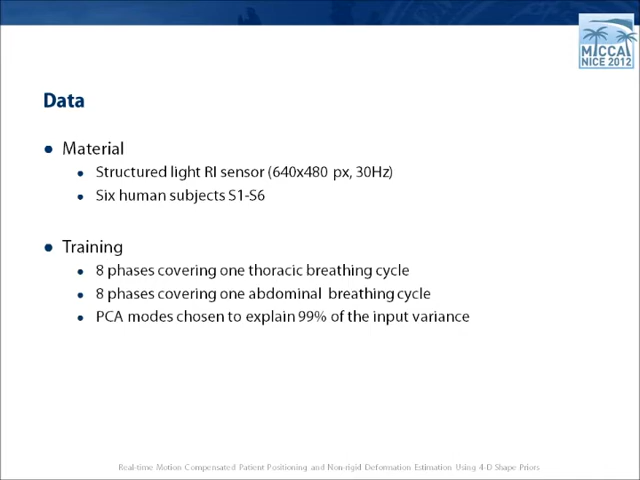 MICCAI
NICE 2012
Data
● Material
● Structured light RI sensor (640x480 px, 30Hz)
● Six human subjects S1-S6
● Training
● 8 phases covering one thoracic breathing cycle
● 8 phases covering one abdominal breathing cycle
● PCA modes chosen to explain 99% of the input variance
Real-time Motion Compensated Patient Positioning and Non-rigid Deformation Estimation Using 4-D Shape Priors